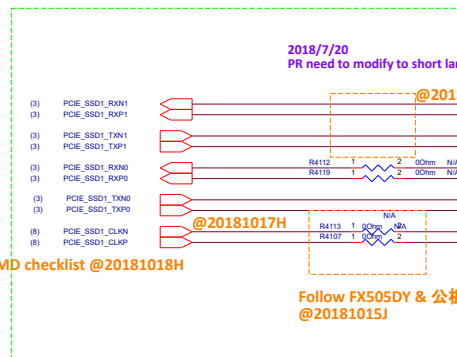 2018/7/20
PR need to modify to short
@201
(3) PCIE_SSD1_RXN1
(3) PCIE_SSD1_RXP1
(3) PCIE_SSD1_TXN1
(3) PCIE_SSD1_TXP1
(3) PCIE_SSD1_RXN0 R4112 1 2 0Ohm N/A
(3) PCIE_SSD1_RXP0 R4119 1 2 0Ohm N/A
(3) PCIE_SSD1_TXN0
(3) PCIE_SSD1_TXP0
N/A
@20181017H
(8) PCIE_SSD1_CLKN R4113 1 0Ohm 2 N/A
(8) PCIE_SSD1_CLKP R4107 1 0Ohm 2
MD checklist @20181018H
Follow FX505DY & 公
@20181015J